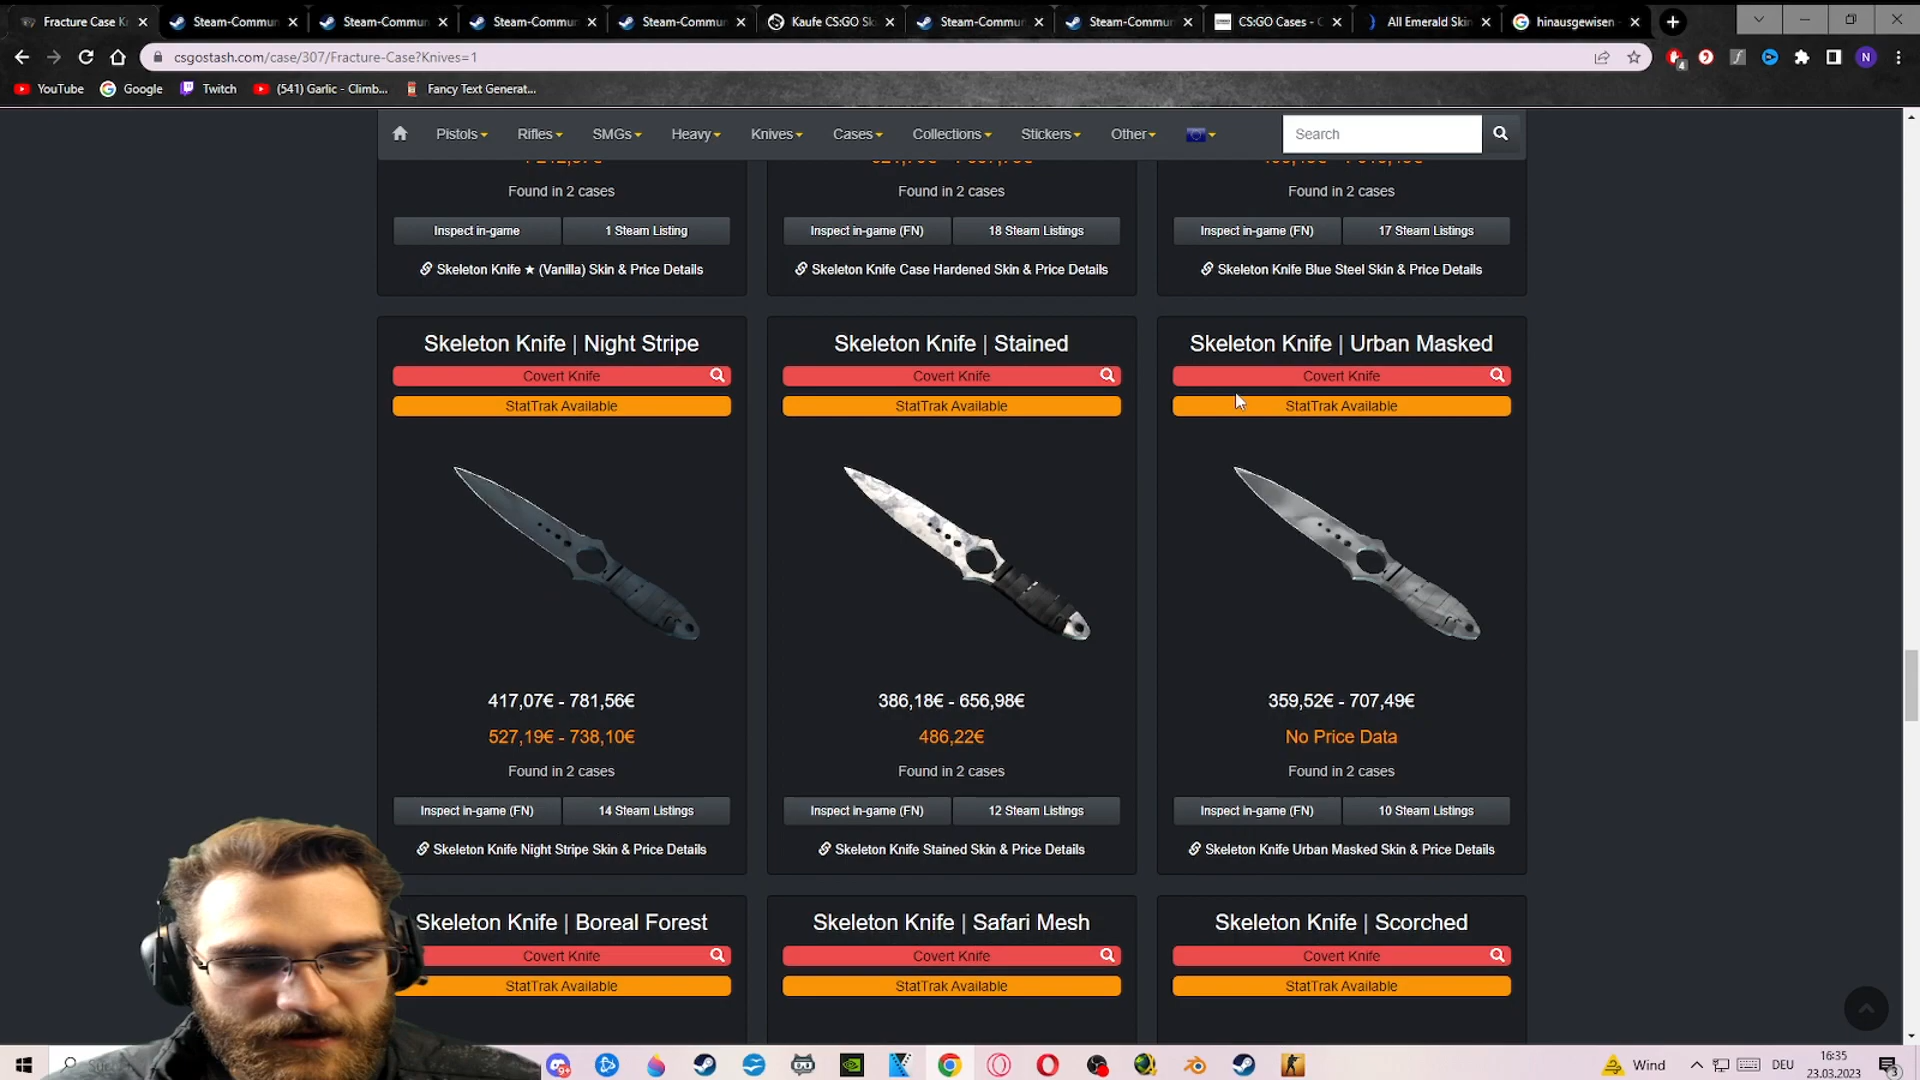 Fracture Case K
Steam-Commun
Steam-Commun
Steam-Commun
Steam-Commun
Kaufe CS:GO Sk
Steam-Commun
Steam-Commun
CS:GO Cases - C
All Emerald Skin
hinausgewisen -
csgostash.com/case/307/Fracture-Case?Knives=1
4
N
YouTube
Google
Twitch
(541) Garlic - Climb...
Fancy Text Generat...
Pistols
Rifles
SMGs
Heavy
Knives
Cases
Collections
Stickers
Other
Search
Found in 2 cases
Found in 2 cases
Found in 2 cases
Inspect in-game
1 Steam Listing
Inspect in-game (FN)
18 Steam Listings
Inspect in-game (FN)
17 Steam Listings
Skeleton Knife ★ (Vanilla) Skin & Price Details
Skeleton Knife Case Hardened Skin & Price Details
Skeleton Knife Blue Steel Skin & Price Details
Skeleton Knife | Night Stripe
Covert Knife
StatTrak Available
417,07€ - 781,56€
527,19€ - 738,10€
Found in 2 cases
Inspect in-game (FN)
14 Steam Listings
Skeleton Knife Night Stripe Skin & Price Details
Skeleton Knife | Stained
Covert Knife
StatTrak Available
386,18€ - 656,98€
486,22€
Found in 2 cases
Inspect in-game (FN)
12 Steam Listings
Skeleton Knife Stained Skin & Price Details
Skeleton Knife | Urban Masked
Covert Knife
StatTrak Available
359,52€ - 707,49€
No Price Data
Found in 2 cases
Inspect in-game (FN)
10 Steam Listings
Skeleton Knife Urban Masked Skin & Price Details
Skeleton Knife | Boreal Forest
Covert Knife
StatTrak Available
Skeleton Knife | Safari Mesh
Covert Knife
StatTrak Available
Skeleton Knife | Scorched
Covert Knife
StatTrak Available
Wind
DEU
16:35
23.03.2023
3